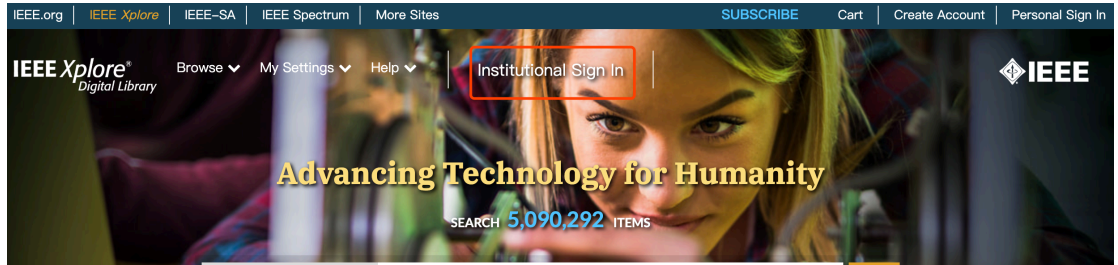 IEEE.org IEEE Xplore IEEE-SA IEEE Spectrum More Sites SUBSCRIBE Cart Create Account Personal Sign In
IEEE Xplore® Browse My Settings Help Institutional Sign In IEEE
Digital Library
Advancing Technology for Humanity
SEARCH 5,090,292 ITEMS